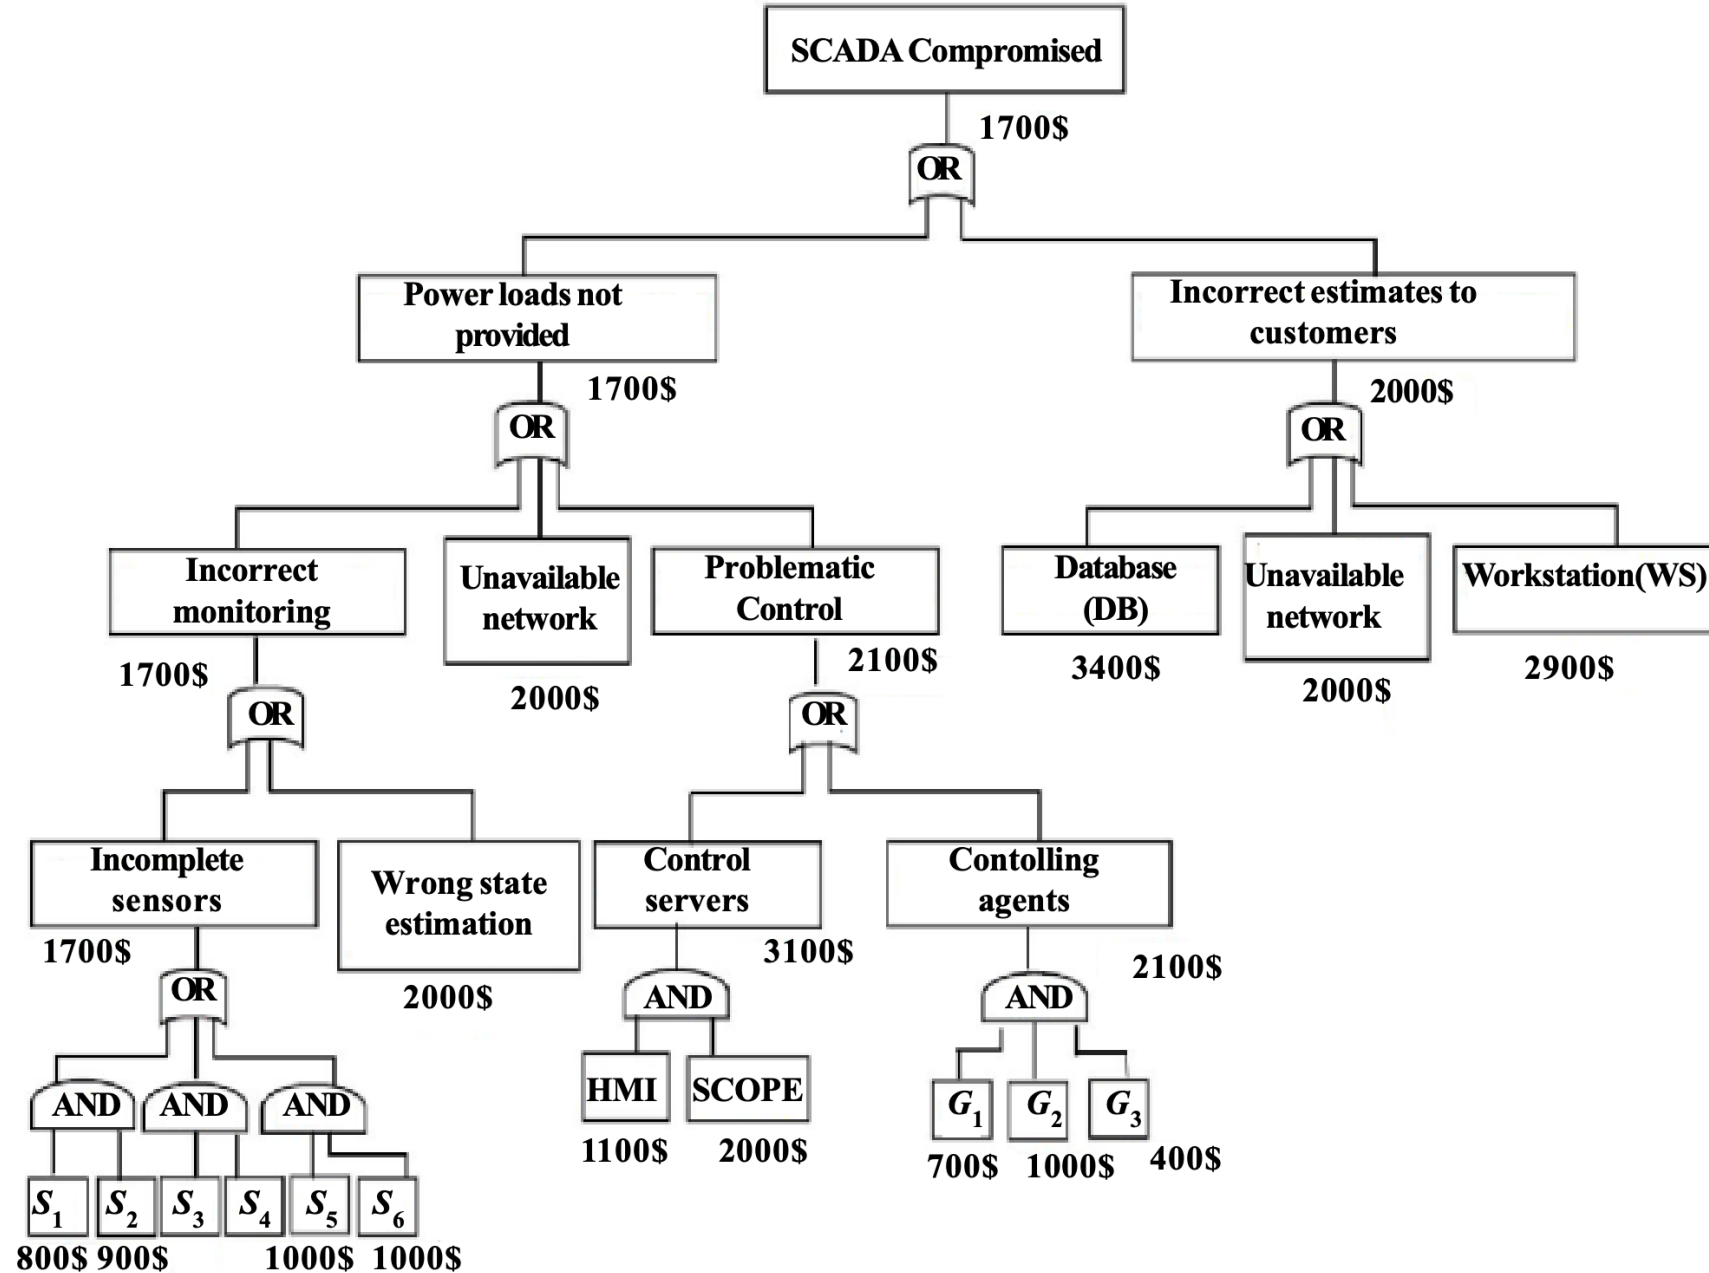 SCADA Compromised
1700$
OR
Power loads not
provided
1700$
OR
Incorrect estimates to
customers
2000$
OR
Incorrect
monitoring
1700$
OR
Unavailable
network
2000$
Problematic
Control
2100$
OR
Database
(DB)
3400$
Unavailable
network
2000$
Workstation(WS)
2900$
Incomplete
sensors
1700$
OR
Wrong state
estimation
2000$
Control
servers
3100$
AND
Contolling
agents
2100$
AND
AND AND AND
HMI
1100$
SCOPE
2000$
G1 G2 G3
700$ 1000$ 400$
S1 S2 S3 S4 S5 S6
800$ 900$ 1000$ 1000$